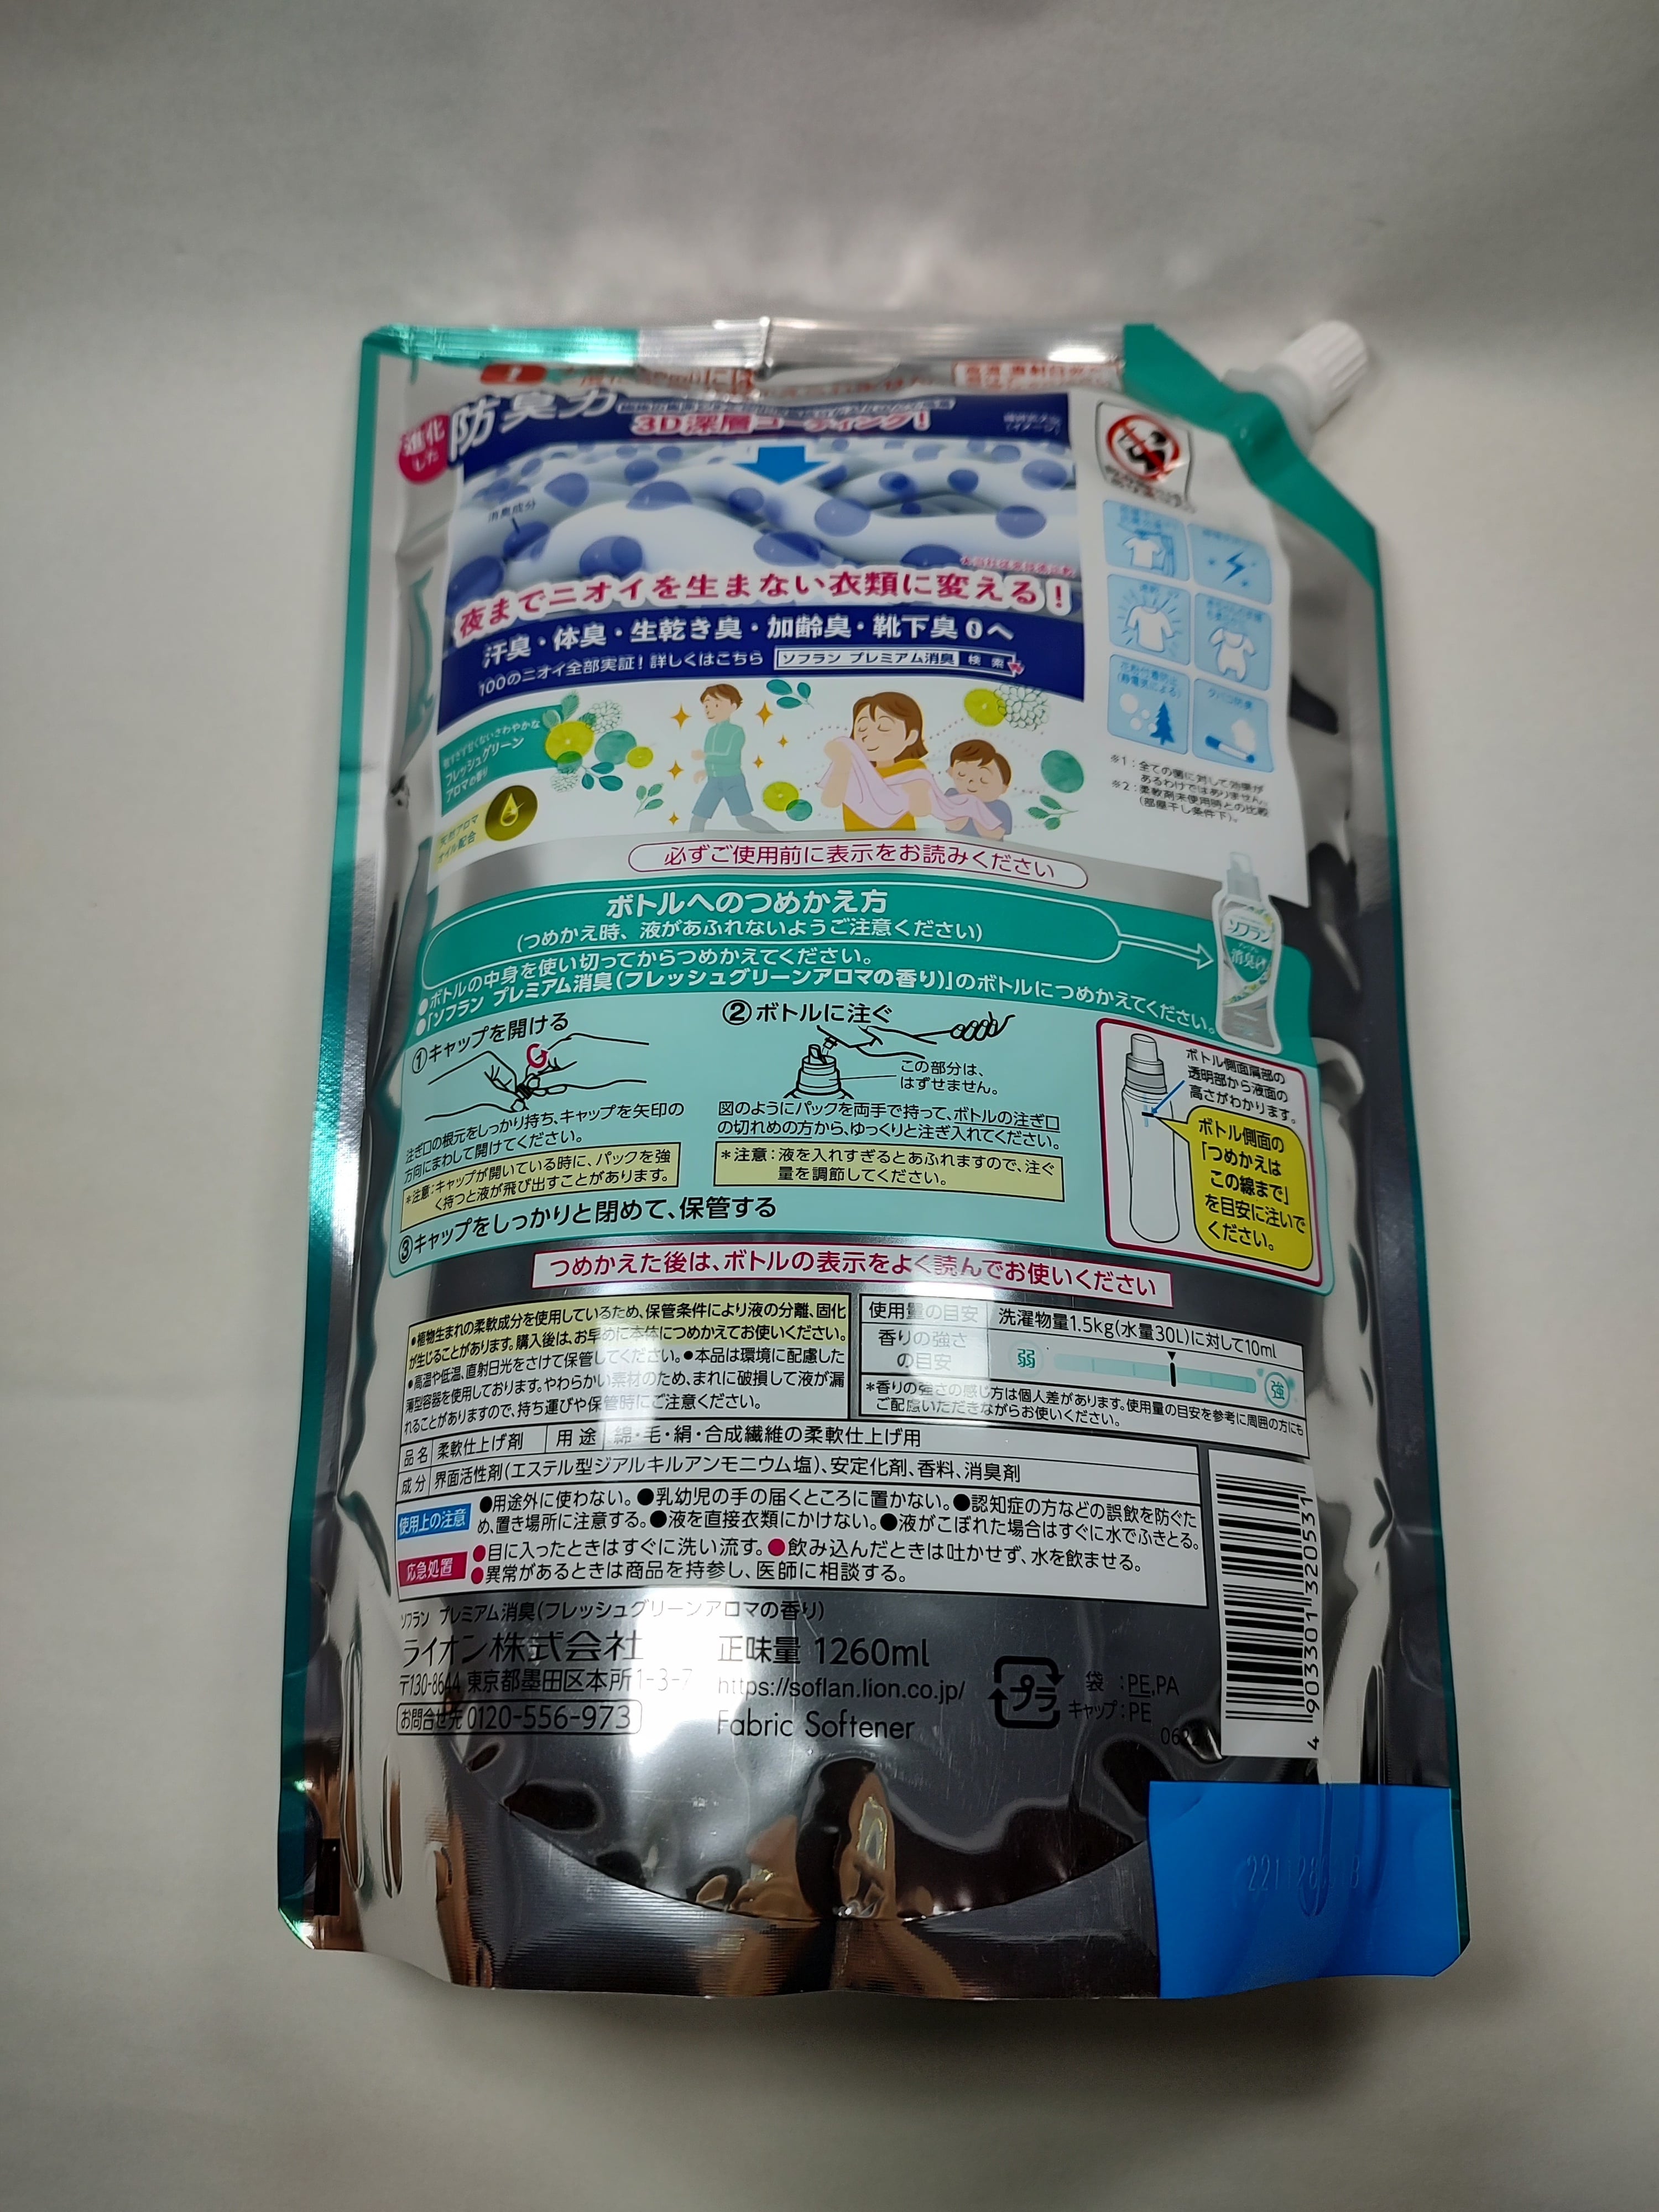 進化
した
防臭力
3D深層コーティング!
消臭成分
夜までニオイを生まない衣類に変える!
汗臭・体臭・生乾き臭・加齢臭・靴下臭0へ
100のニオイ全部実証!詳しくはこちら ソフラン プレミアム消臭 検索
甘くないさわやかな
フレッシュグリーン
アロマの香り
天然アロマ
オイル配合
(静電気による)
タバコ防臭
※1:全ての菌に対して効果が
あるわけではありません。
※2:柔軟剤未使用時との比較
(部屋干し条件下)。
必ずご使用前に表示をお読みください
ボトルへのつめかえ方
(つめかえ時、液があふれないようご注意ください)
●ボトルの中身を使い切ってからつめかえてください。
●「ソフラン プレミアム消臭(フレッシュグリーンアロマの香り)」のボトルにつめかえてください。
ソフラン
消臭
①キャップを開ける
注ぎ口の根元をしっかり持ち、キャップを矢印の
方向にまわして開けてください。
*注意:キャップが開いている時に、パックを強
く持つと液が飛び出すことがあります。
②ボトルに注ぐ
この部分は、
はずせません。
図のようにパックを両手で持って、ボトルの注ぎ口
の切れめの方から、ゆっくりと注ぎ入れてください。
*注意:液を入れすぎるとあふれますので、注ぐ
量を調節してください。
ボトル側面肩部の
透明部から液面の
高さがわかります。
ボトル側面の
「つめかえは
この線まで」
を目安に注いで
ください。
③キャップをしっかりと閉めて、保管する
つめかえた後は、ボトルの表示をよく読んでお使いください
●植物生まれの柔軟成分を使用しているため、保管条件により液の分離、固化
が生じることがあります。購入後は、お早めに本体につめかえてお使いください。
●高温や低温、直射日光をさけて保管してください。●本品は環境に配慮した
薄型容器を使用しております。やわらかい素材のため、まれに破損して液が漏
れることがありますので、持ち運びや保管時にご注意ください。
使用量の目安 洗濯物量1.5kg(水量30L)に対して10ml
香りの強さ
の目安
弱
強
*香りの強さの感じ方は個人差があります。使用量の目安を参考に周囲の方にも
ご配慮いただきながらお使いください。
品名 柔軟仕上げ剤 用途 綿・毛・絹・合成繊維の柔軟仕上げ用
成分 界面活性剤(エステル型ジアルキルアンモニウム塩)、安定化剤、香料、消臭剤
使用上の注意
●用途外に使わない。●乳幼児の手の届くところに置かない。●認知症の方などの誤飲を防ぐた
め、置き場所に注意する。●液を直接衣類にかけない。●液がこぼれた場合はすぐに水でふきとる。
応急処置
●目に入ったときはすぐに洗い流す。●飲み込んだときは吐かせず、水を飲ませる。
●異常があるときは商品を持参し、医師に相談する。
ソフラン プレミアム消臭(フレッシュグリーンアロマの香り)
ライオン株式会社
〒130-8644 東京都墨田区本所1-3-7
お問合せ先 0120-556-973
正味量 1260ml
https://soflan.lion.co.jp/
Fabric Softener
プラ
袋 :PE,PA
キャップ:PE
4 903301 320531